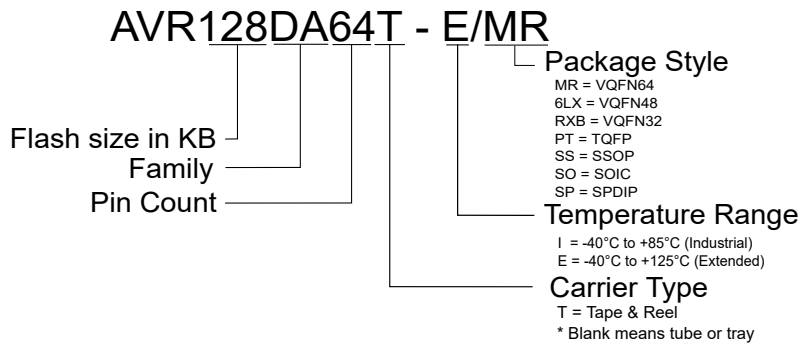 AVR128DA64T - E/MR
Package Style
MR = VQFN64
6LX = VQFN48
RXB = VQFN32
PT = TQFP
SS = SSOP
SO = SOIC
SP = SPDIP
Flash size in KB
Family
Pin Count
Temperature Range
I = -40°C to +85°C (Industrial)
E = -40°C to +125°C (Extended)
Carrier Type
T = Tape & Reel
* Blank means tube or tray